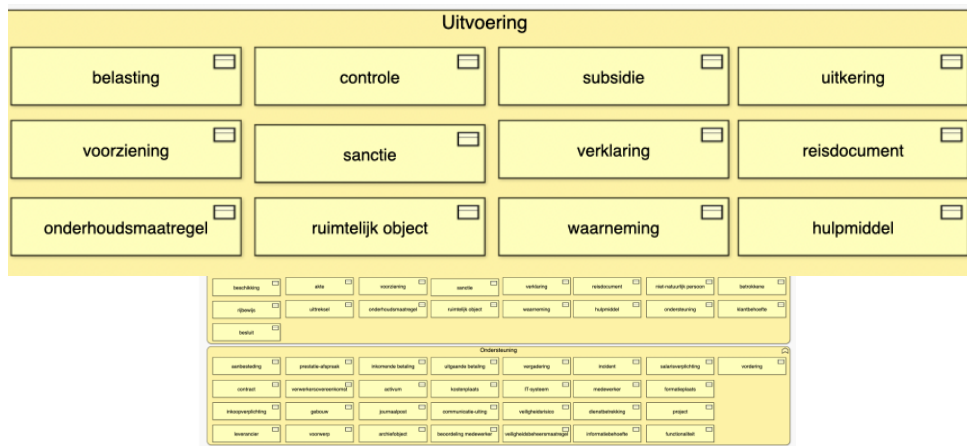 Uitvoering
belasting controle subsidie uitkering
voorziening sanctie verklaring reisdocument
onderhoudsmaatregel ruimtelijk object waarneming hulpmiddel
beschikking akte voorziening sanctie verklaring reisdocument niet-natuurlijk persoon betrokkene
rijbewijs uittreksel onderhoudsmaatregel ruimtelijk object waarneming hulpmiddel ondersteuning klantbehoefte
besluit
Ondersteuning
aanbesteding prestatie-afspraak inkomende betaling uitgaande betaling vergadering incident salarisverplichting vordering
contract verwerkersovereenkomst activum kostenplaats IT-systeem medewerker formatieplaats
inkoopverplichting gebouw journaalpost communicatie-uiting veiligheidsrisico dienstbetrekking project
leverancier voorwerp archiefobject beoordeling medewerker veiligheidsbeheersmaatregel informatiebehoefte functionaliteit